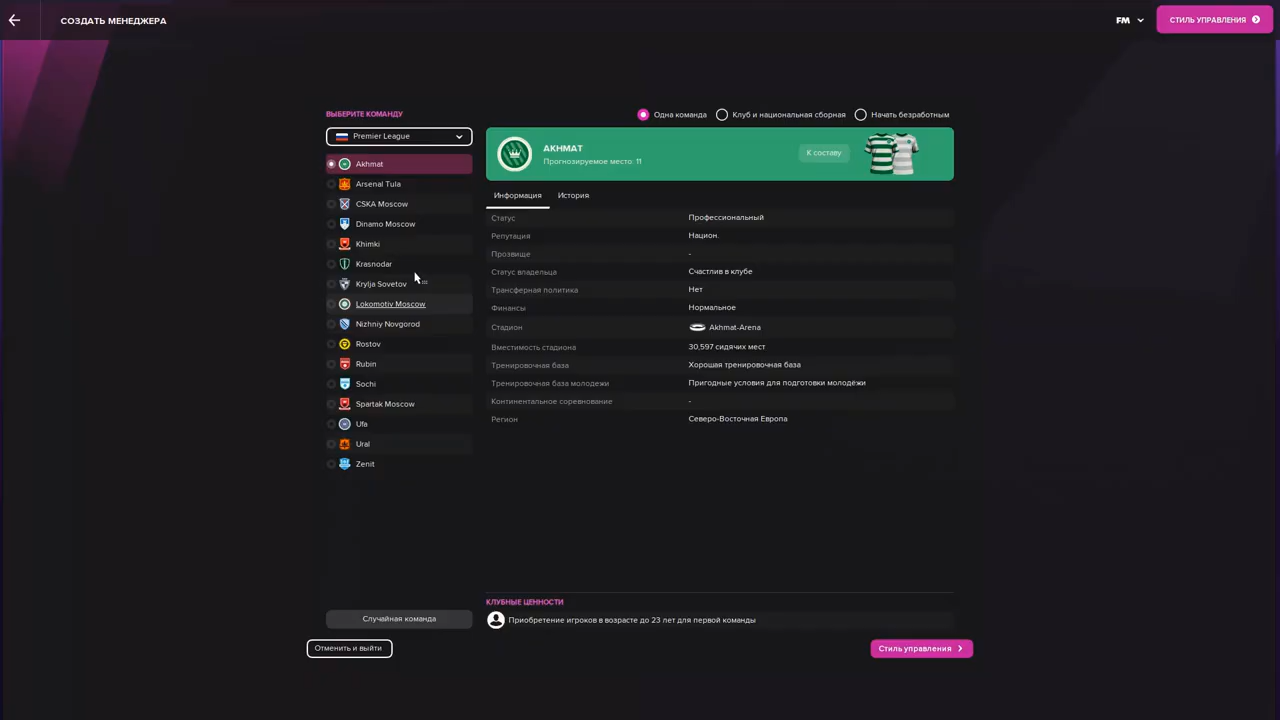 СОЗДАТЬ МЕНЕДЖЕРА
FM
СТИЛЬ УПРАВЛЕНИЯ
ВЫБЕРИТЕ КОМАНДУ
Одна команда
Клуб и национальная сборная
Начать безработным
Premier League
Akhmat
Arsenal Tula
CSKA Moscow
Dinamo Moscow
Khimki
Krasnodar
Krylja Sovetov
Lokomotiv Moscow
Nizhniy Novgorod
Rostov
Rubin
Sochi
Spartak Moscow
Ufa
Ural
Zenit
Случайная команда
AKHMAT
Прогнозируемое место: 11
К составу
Информация
История
Статус Профессиональный
Репутация Национ.
Прозвище -
Статус владельца Счастлив в клубе
Трансферная политика Нет
Финансы Нормальное
Стадион Akhmat-Arena
Вместимость стадиона 30,597 сидячих мест
Тренировочная база Хорошая тренировочная база
Тренировочная база молодежи Пригодные условия для подготовки молодёжи
Континентальное соревнование -
Регион Северо-Восточная Европа
КЛУБНЫЕ ЦЕННОСТИ
Приобретение игроков в возрасте до 23 лет для первой команды
Отменить и выйти
Стиль управления